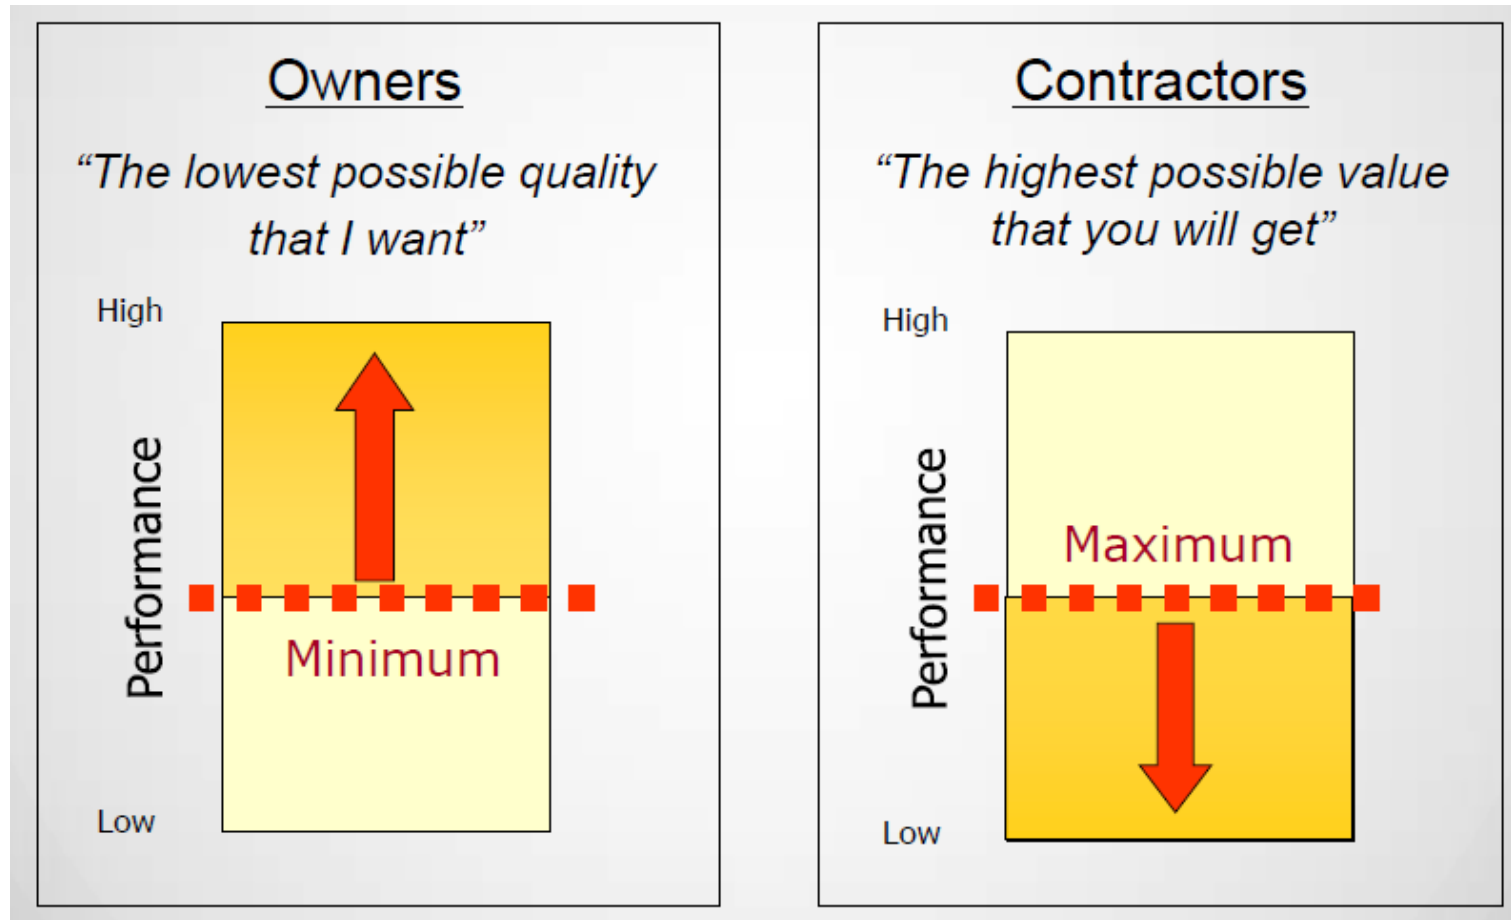 Owners
“The lowest possible quality
that I want”
High
Performance
Minimum
Low
Contractors
“The highest possible value
that you will get”
High
Performance
Maximum
Low